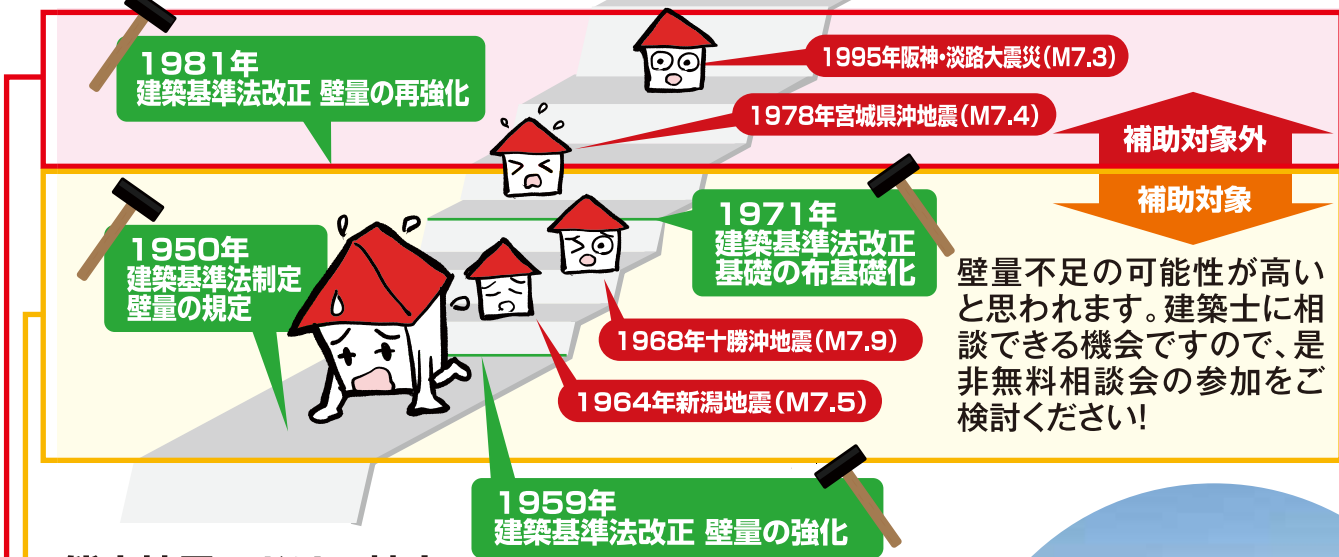 1981年
建築基準法改正 壁量の再強化
1995年阪神・淡路大震災(M7.3)
1978年宮城県沖地震(M7.4)
補助対象外
補助対象
1950年
建築基準法制定
壁量の規定
1971年
建築基準法改正
基礎の布基礎化
壁量不足の可能性が高い
と思われます。建築士に相
談できる機会ですので、是
非無料相談会の参加をご
検討ください!
1968年十勝沖地震(M7.9)
1964年新潟地震(M7.5)
1959年
建築基準法改正 壁量の強化